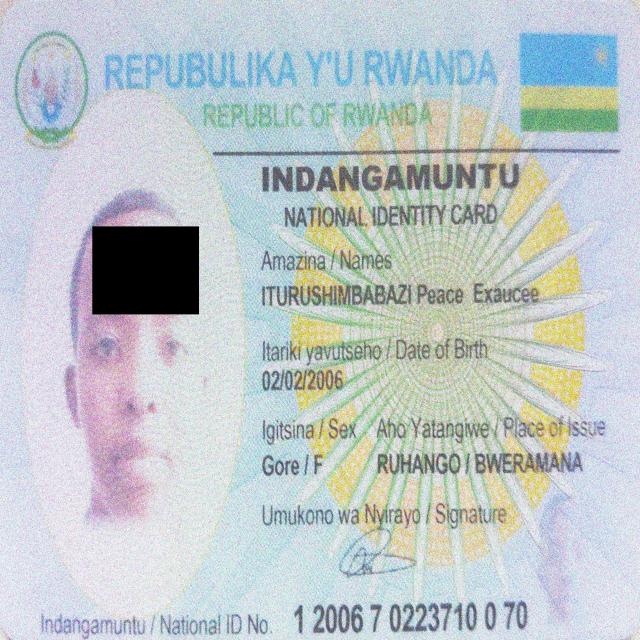 REPUBULIKA Y'U RWANDA
REPUBLIC OF RWANDA
INDANGAMUNTU
NATIONAL IDENTITY CARD
Amazina / Names
ITURUSHIMBABAZI Peace Exaucee
Itariki yavutseho / Date of Birth
02/02/2006
Igitsina / Sex Aho Yatangiwe / Place of Issue
Gore / F RUHANGO / BWERAMANA
Umukono wa Nyirayo / Signature
Indangamuntu / National ID No. 1 2006 7 0223710 0 70